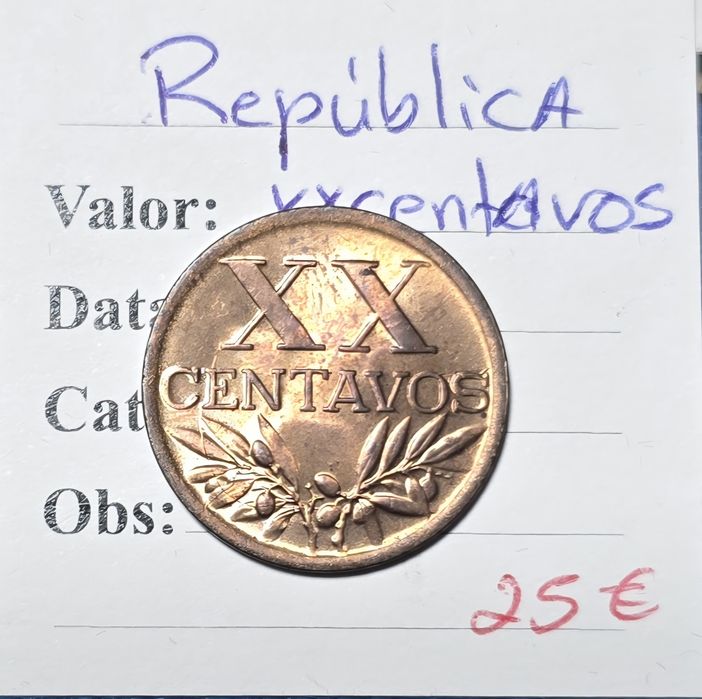 República
Valor: xxcentavos
Data
Cat
Obs:
XX
CENTAVOS
25 €